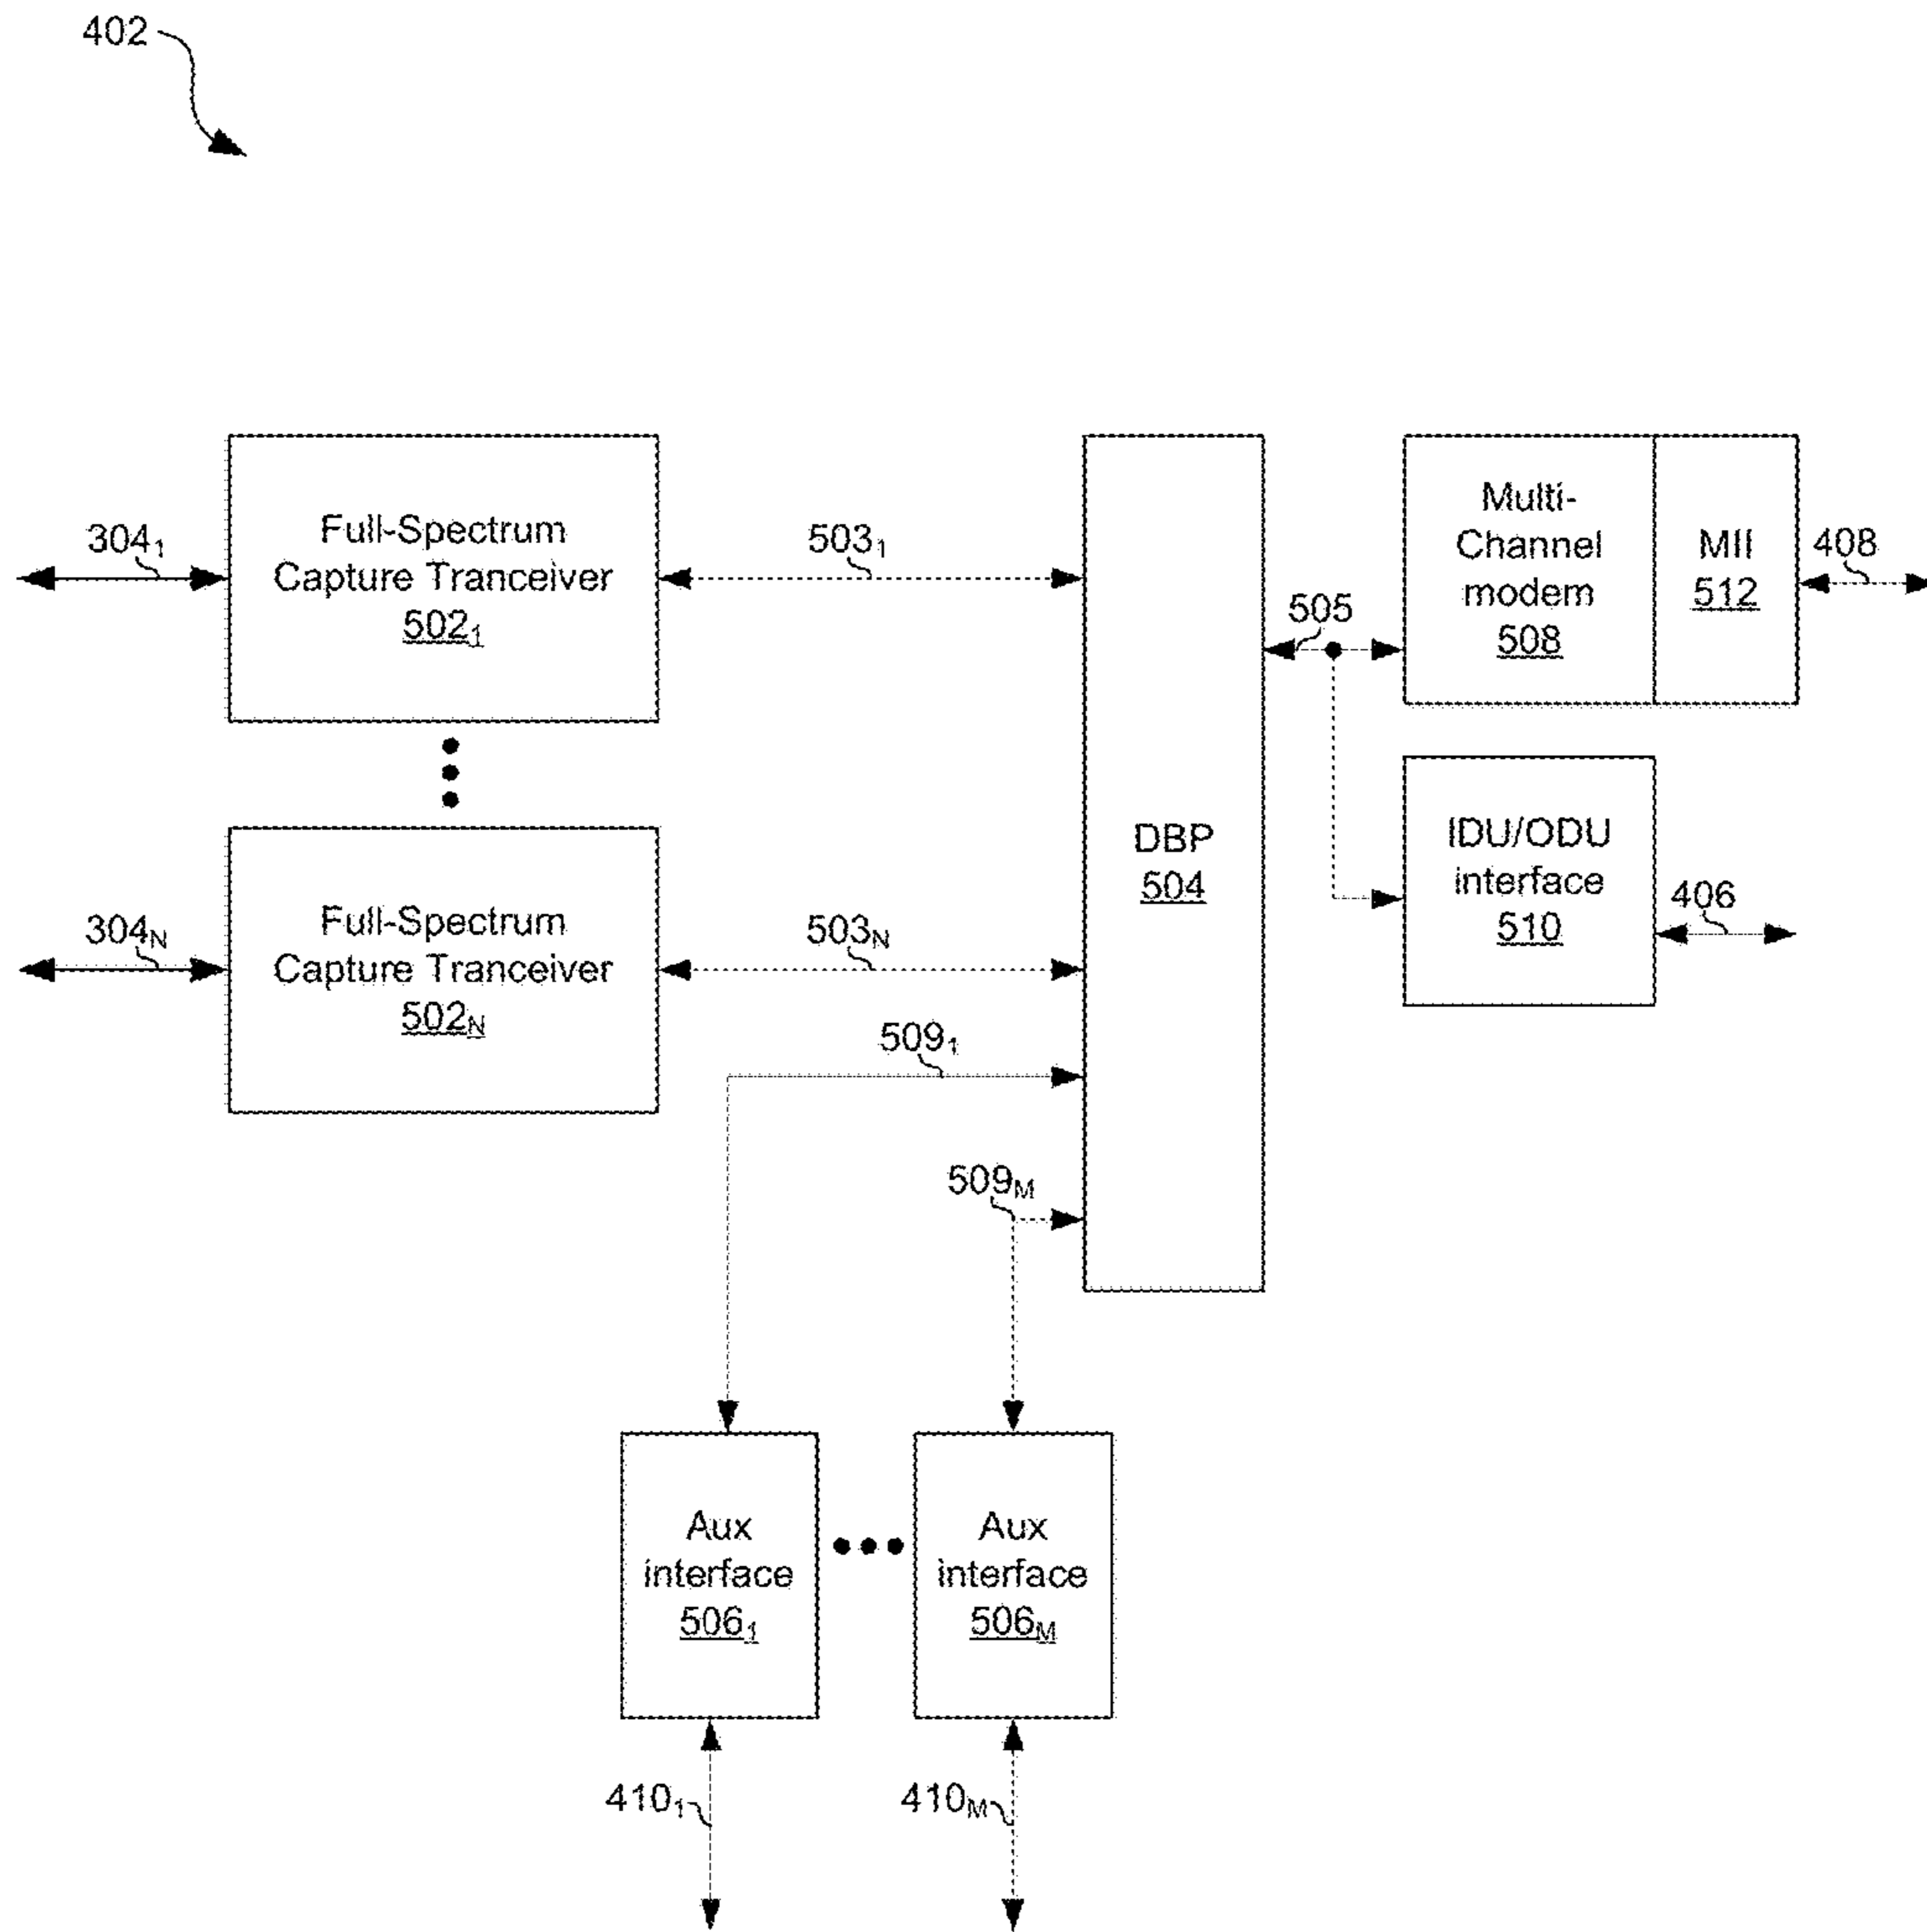 402
Full-Spectrum
Capture Tranceiver
502₁
304₁
503₁
Multi-
Channel
modem
508
MII
512
408
505
DBP
504
IDU/ODU
interface
510
406
Full-Spectrum
Capture Tranceiver
502N
304N
503N
509₁
509M
Aux
interface
506₁
Aux
interface
506M
410₁
410M